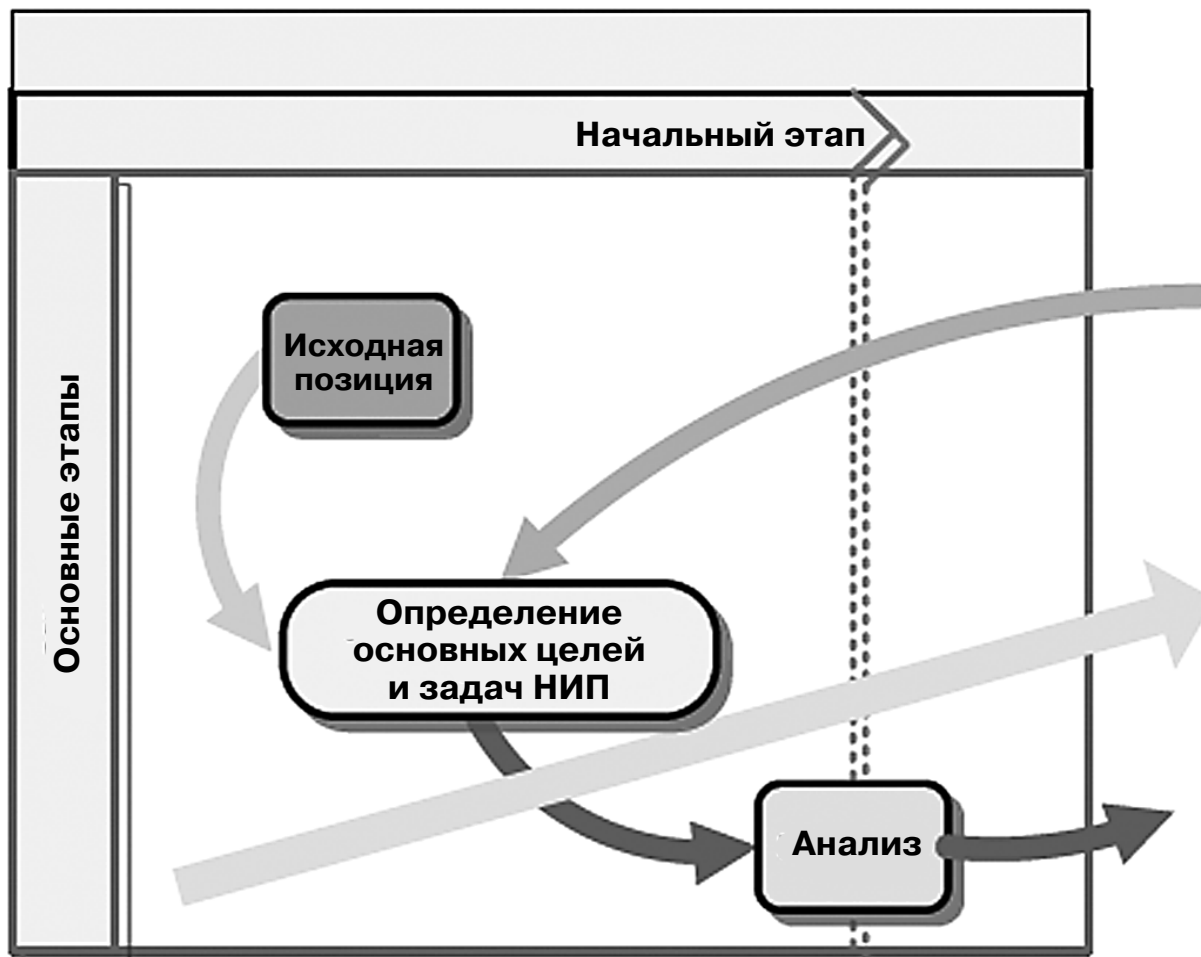 Начальный этап
Основные этапы
Исходная
позиция
Определение
основных целей
и задач НИП
Анализ